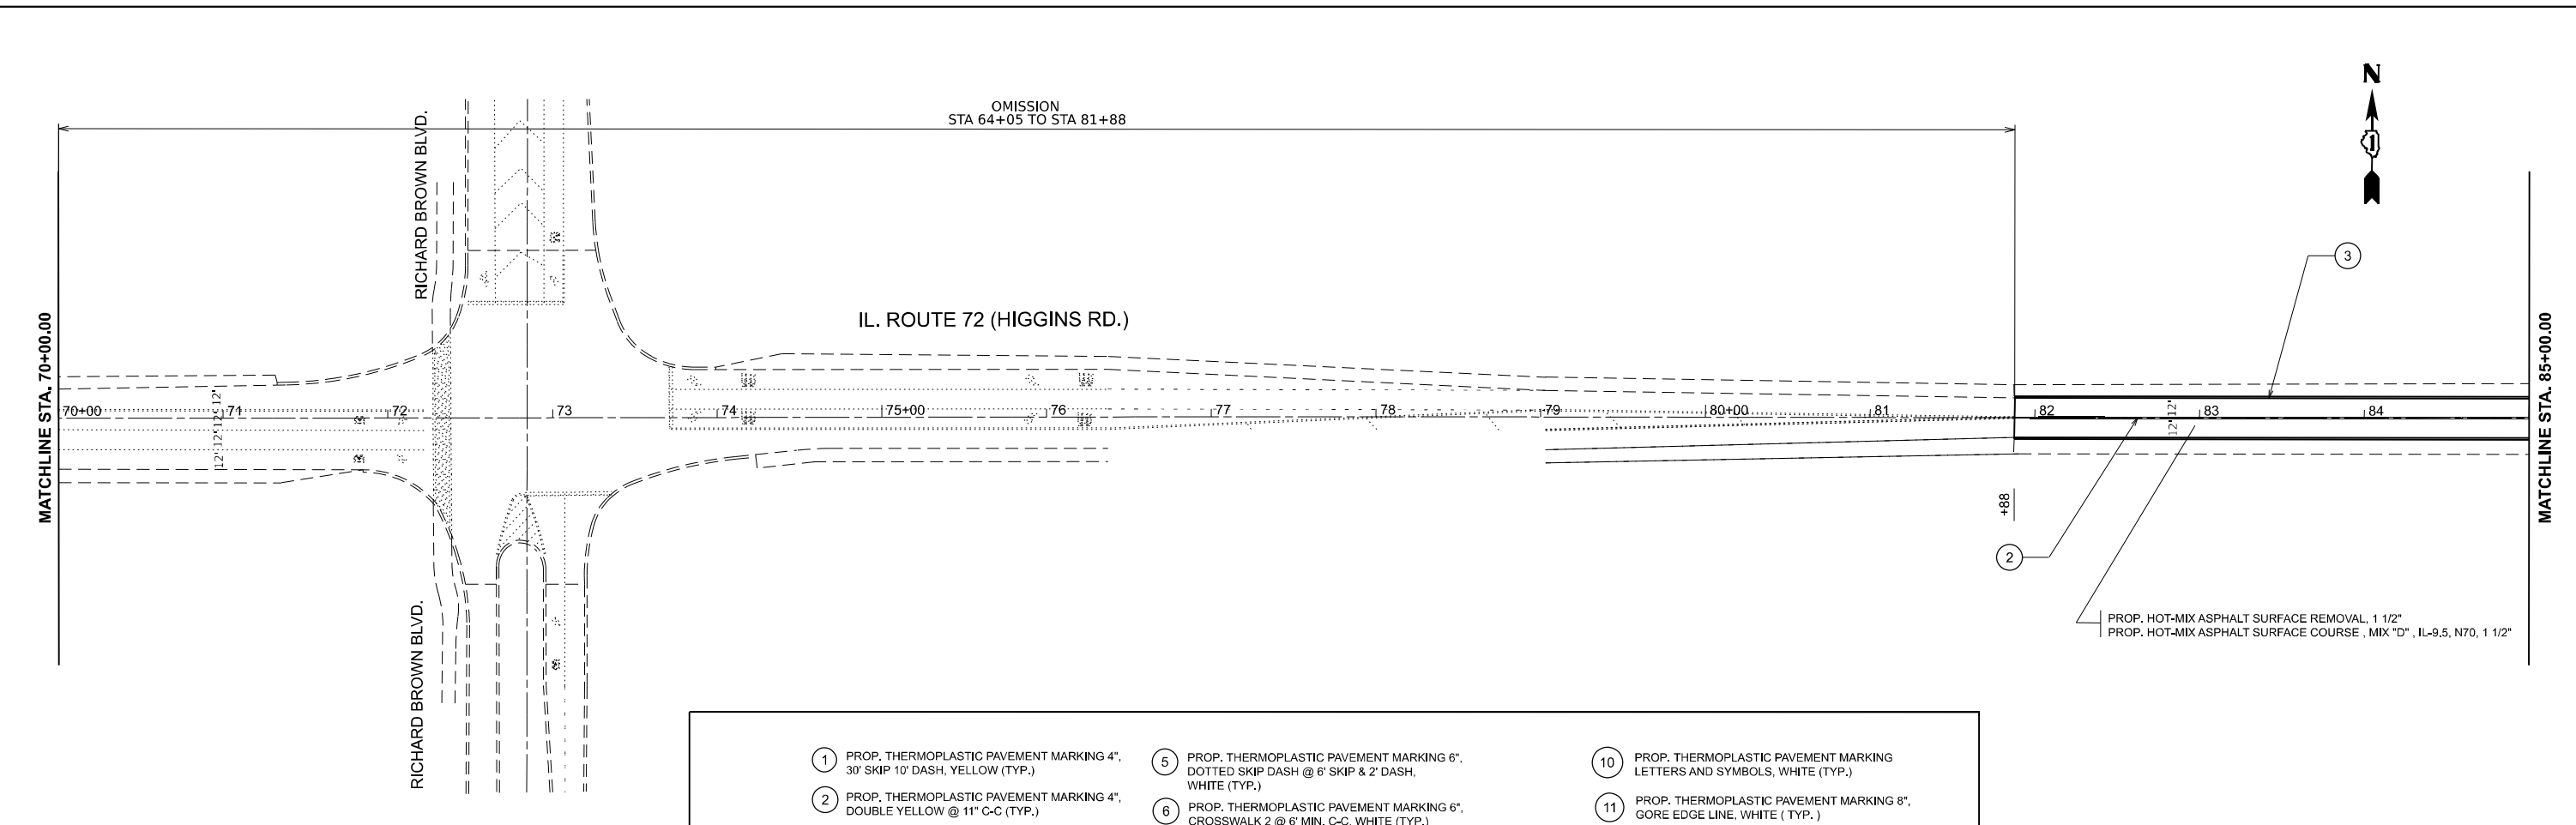 OMISSION
STA 64+05 TO STA 81+88
N
1
RICHARD BROWN BLVD.
3
IL. ROUTE 72 (HIGGINS RD.)
MATCHLINE STA. 70+00.00
MATCHLINE STA. 85+00.00
70+00 71 72 73 74 75+00 76 77 78 79 80+00 81 82 83 84
12' 12' 12' 12'
12' 12'
+88
2
RICHARD BROWN BLVD.
PROP. HOT-MIX ASPHALT SURFACE REMOVAL, 1 1/2"
PROP. HOT-MIX ASPHALT SURFACE COURSE , MIX "D" , IL-9.5, N70, 1 1/2"
1 PROP. THERMOPLASTIC PAVEMENT MARKING 4",
30' SKIP 10' DASH, YELLOW (TYP.)
2 PROP. THERMOPLASTIC PAVEMENT MARKING 4",
DOUBLE YELLOW @ 11" C-C (TYP.)
5 PROP. THERMOPLASTIC PAVEMENT MARKING 6",
DOTTED SKIP DASH @ 6' SKIP & 2' DASH,
WHITE (TYP.)
6 PROP. THERMOPLASTIC PAVEMENT MARKING 6",
CROSSWALK 2 @ 6' MIN. C-C, WHITE (TYP.)
10 PROP. THERMOPLASTIC PAVEMENT MARKING
LETTERS AND SYMBOLS, WHITE (TYP.)
11 PROP. THERMOPLASTIC PAVEMENT MARKING 8",
GORE EDGE LINE, WHITE ( TYP. )